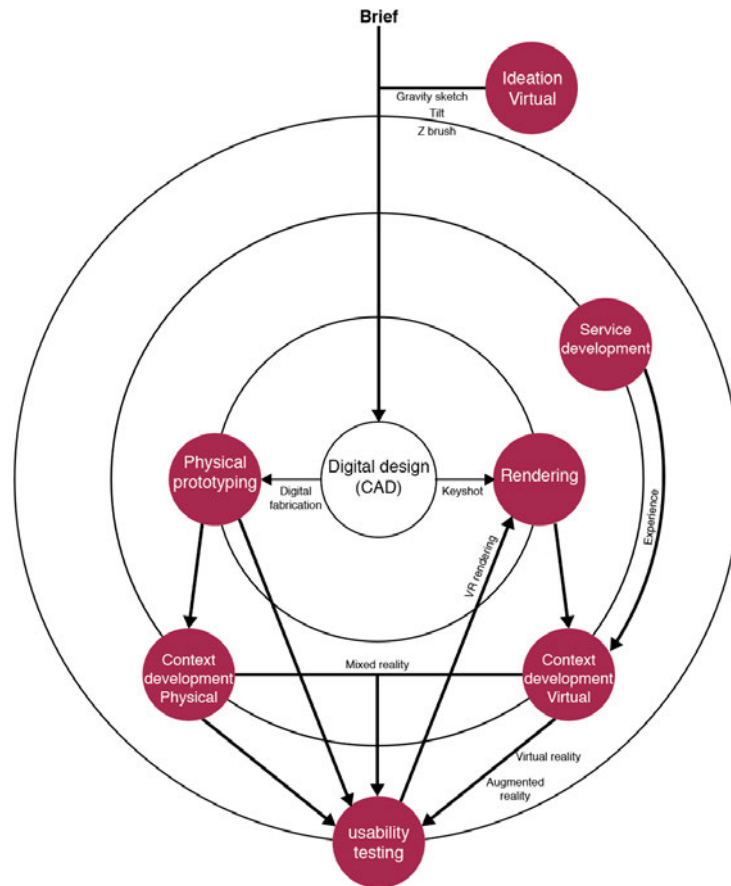 Brief
Ideation
Virtual
Gravity sketch
Tilt
Z brush
Service
development
Physical
prototyping
Digital
fabrication
Digital design
(CAD)
Keyshot
Rendering
Experience
VR rendering
Context
development
Physical
Mixed reality
Context
development
Virtual
Virtual reality
Augmented
reality
usability
testing